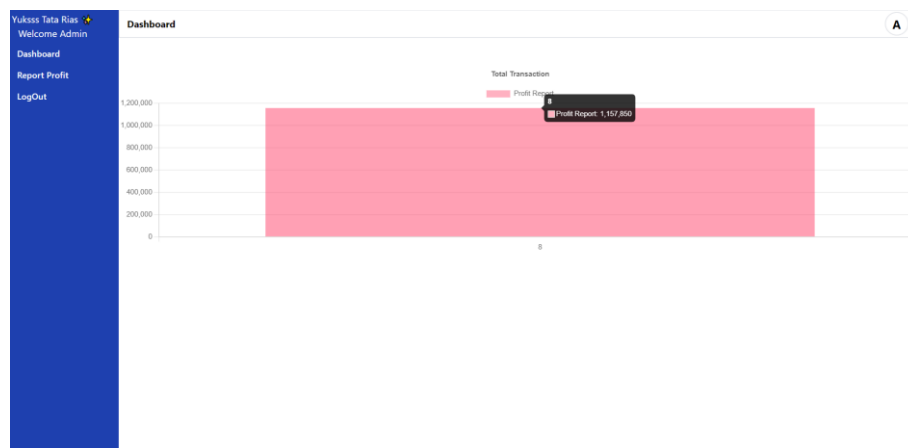 Yuksss Tata Rias ✨
Welcome Admin
Dashboard
Report Profit
LogOut
Dashboard
A
Total Transaction
Profit Report
8
Profit Report: 1,157,850
1,200,000
1,000,000
800,000
600,000
400,000
200,000
0
8